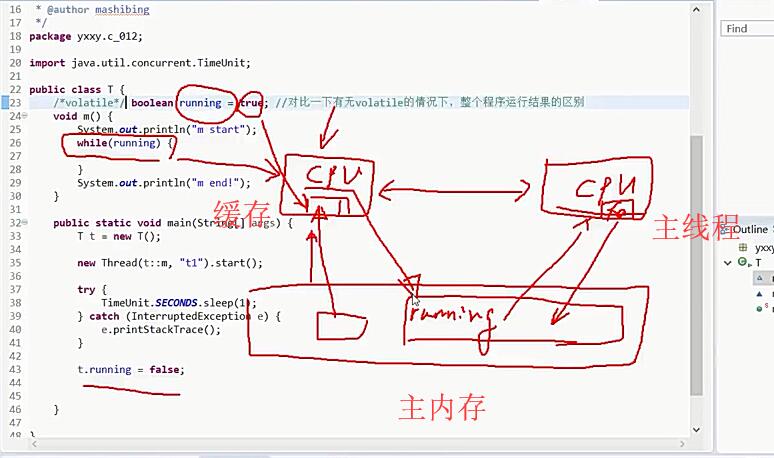 16 * @author mashibing
17 */
18 package yxxy.c_012;
19
20 import java.util.concurrent.TimeUnit;
21
22 public class T {
23 /*volatile*/ boolean running = true; //对比一下有无volatile的情况下，整个程序运行结果的区别
24 void m() {
25 System.out.println("m start");
26 while(running) {
27
28 }
29 System.out.println("m end!");
30 }
31
33 public static void main(String[] args) {
34 T t = new T();
35 new Thread(t::m, "t1").start();
37 try {
38 TimeUnit.SECONDS.sleep(1);
39 } catch (InterruptedException e) {
40 e.printStackTrace();
41 }
42
43 t.running = false;
44
45
46 }
47
48 }
Find
CPU
CPU
缓存
主线程
running
主内存
Outline
yxx
T